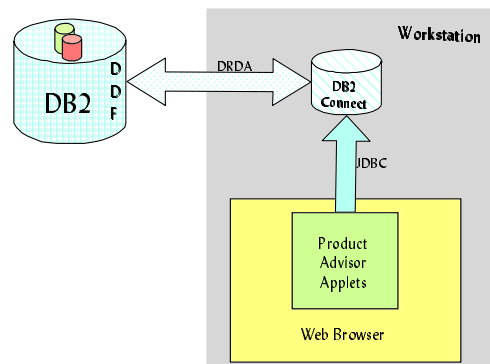 Workstation
DRDA
D
D
F
DB2
DB2
Connect
JDBC
Product
Advisor
Applets
Web Browser